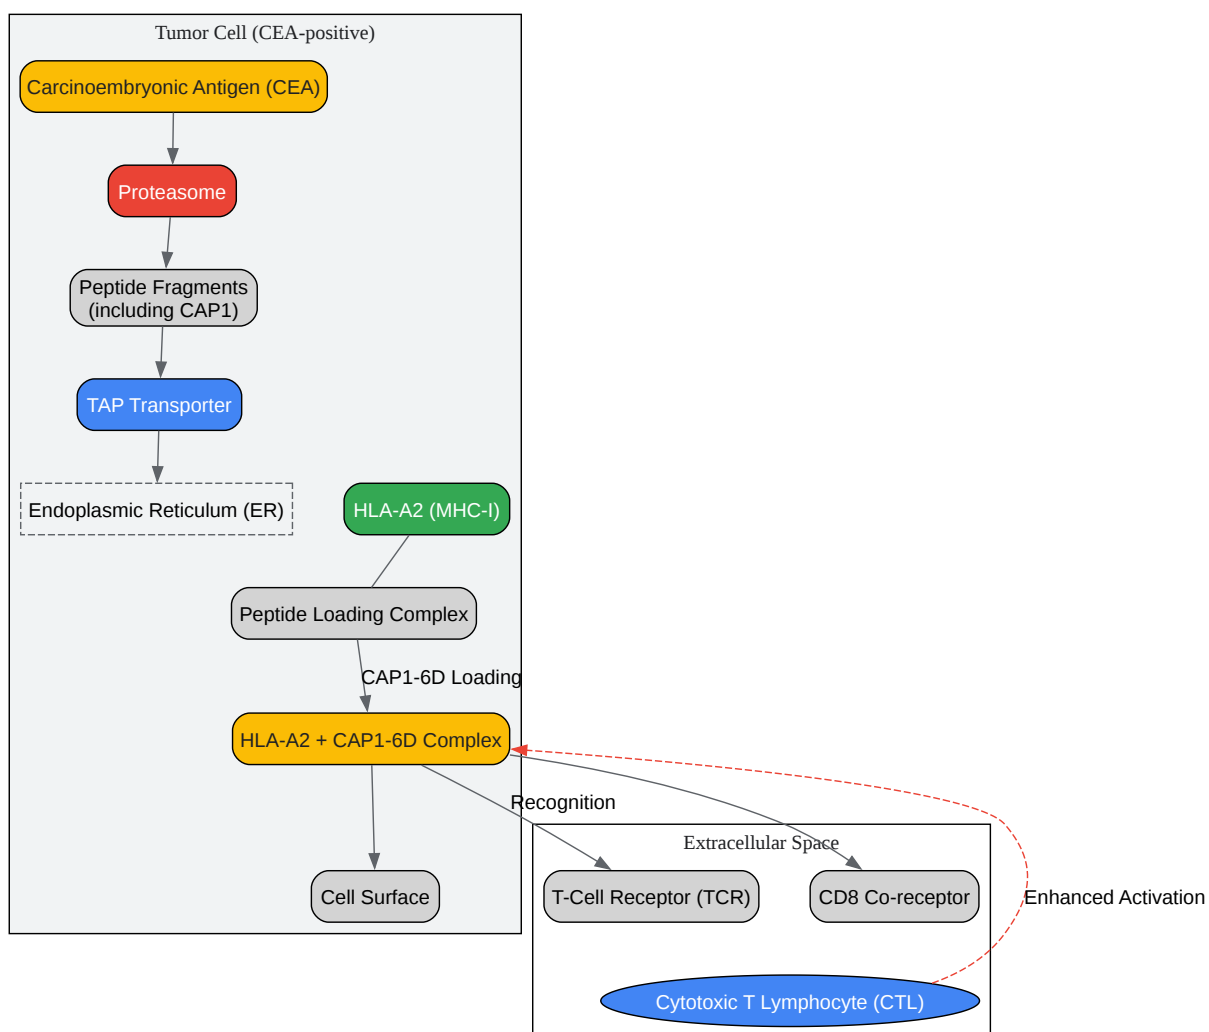 Tumor Cell (CEA-positive)
Carcinoembryonic Antigen (CEA)
Proteasome
Peptide Fragments
(including CAP1)
TAP Transporter
Endoplasmic Reticulum (ER)
HLA-A2 (MHC-I)
Peptide Loading Complex
CAP1-6D Loading
HLA-A2 + CAP1-6D Complex
Recognition
Extracellular Space
Cell Surface
T-Cell Receptor (TCR)
CD8 Co-receptor
Enhanced Activation
Cytotoxic T Lymphocyte (CTL)